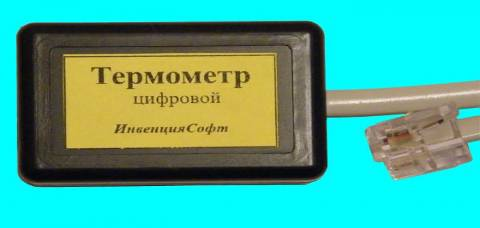 Термометр
цифровой
ИнвенцияСофт